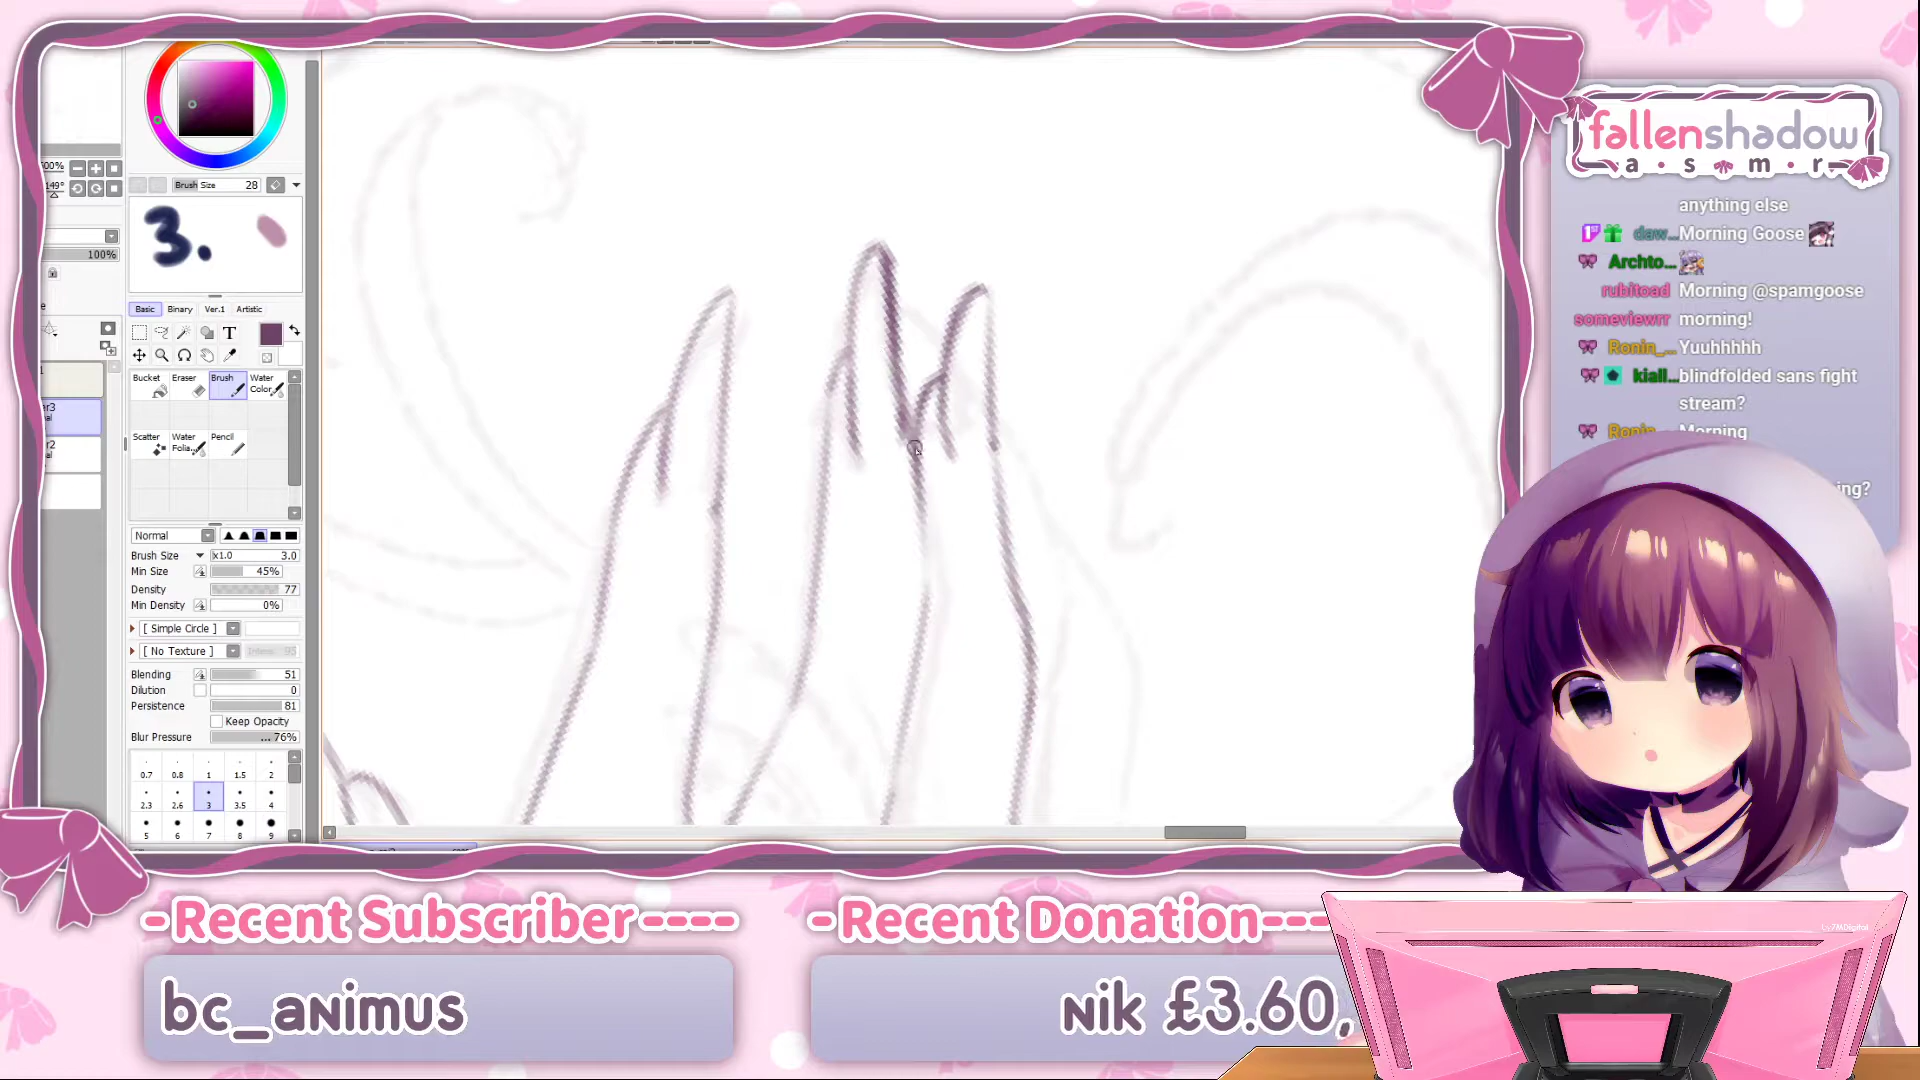 500%
149°
100%
Brush Size 28
3.
Basic
Binary
Ver.1
Artistic
T
Bucket
Eraser
Brush
Water Color
Scatter
Water Folia...
Pencil
Normal
Brush Size x1.0 3.0
Min Size 45%
Density 77
Min Density 0%
[ Simple Circle ]
[ No Texture ] 95
Blending 51
Dilution 0
Persistence 81
Keep Opacity
Blur Pressure ... 76%
0.7 0.8 1 1.5 2
2.3 2.6 3 3.5 4
5 6 7 8 9
fallenshadow
a·s·m·r
anything else
daw... Morning Goose
Archto...
rubitoad Morning @spamgoose
someviewrr morning!
Ronin_... Yuuhhhhh
kiall... blindfolded sans fight
stream?
Ronin... Morning
ing?
-Recent Subscriber----
bc_animus
-Recent Donation---
nik £3.60,